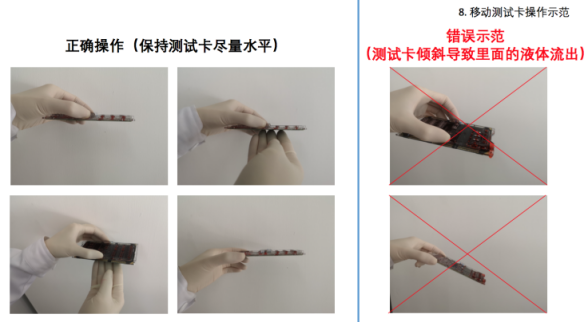 8. 移动测试卡操作示范
正确操作（保持测试卡尽量水平）
错误示范
(测试卡倾斜导致里面的液体流出)